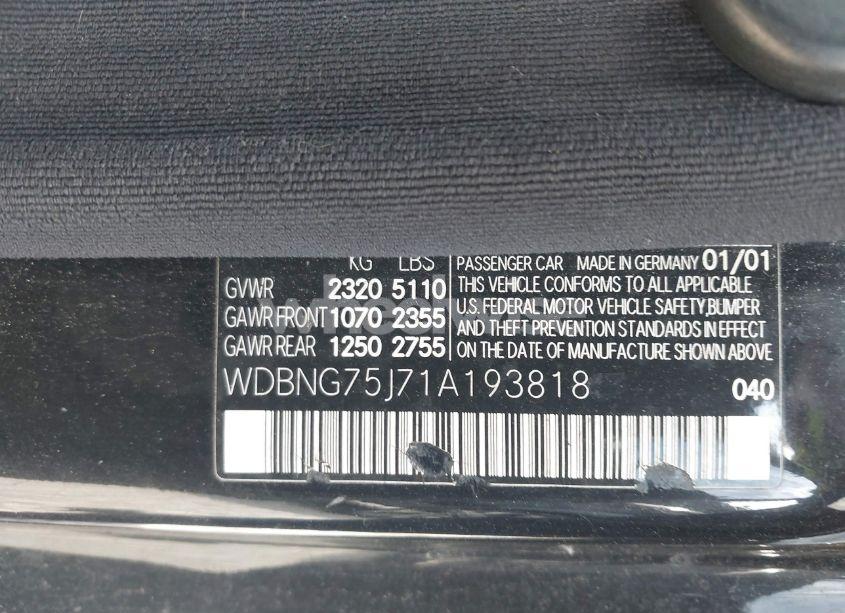 KG LBS
GVWR 2320 5110
GAWR FRONT 1070 2355
GAWR REAR 1250 2755
PASSENGER CAR MADE IN GERMANY 01/01
THIS VEHICLE CONFORMS TO ALL APPLICABLE
U.S. FEDERAL MOTOR VEHICLE SAFETY, BUMPER
AND THEFT PREVENTION STANDARDS IN EFFECT
ON THE DATE OF MANUFACTURE SHOWN ABOVE
WDBNG75J71A193818 040